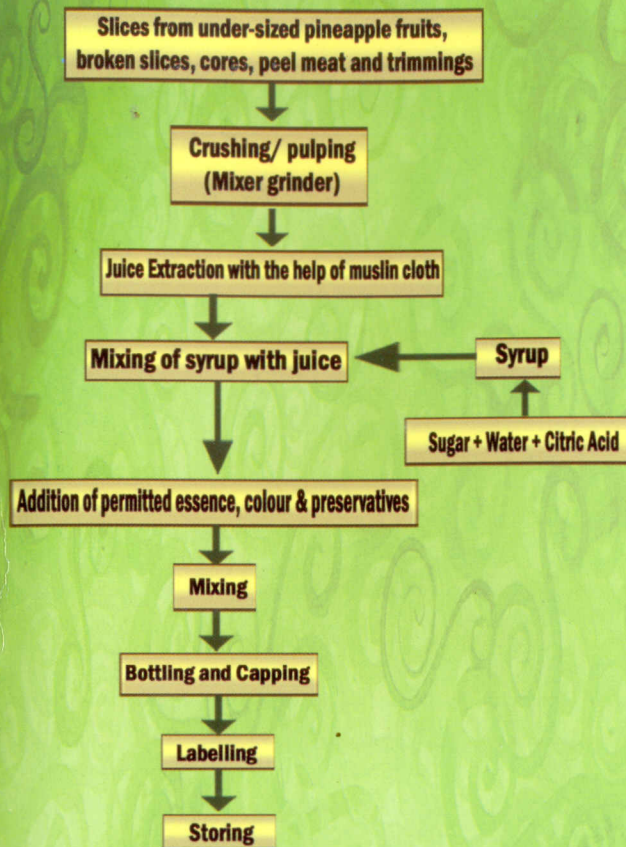 Slices from under-sized pineapple fruits,
broken slices, cores, peel meat and trimmings
Crushing/ pulping
(Mixer grinder)
Juice Extraction with the help of muslin cloth
Mixing of syrup with juice
Syrup
Sugar + Water + Citric Acid
Addition of permitted essence, colour & preservatives
Mixing
Bottling and Capping
Labelling
Storing